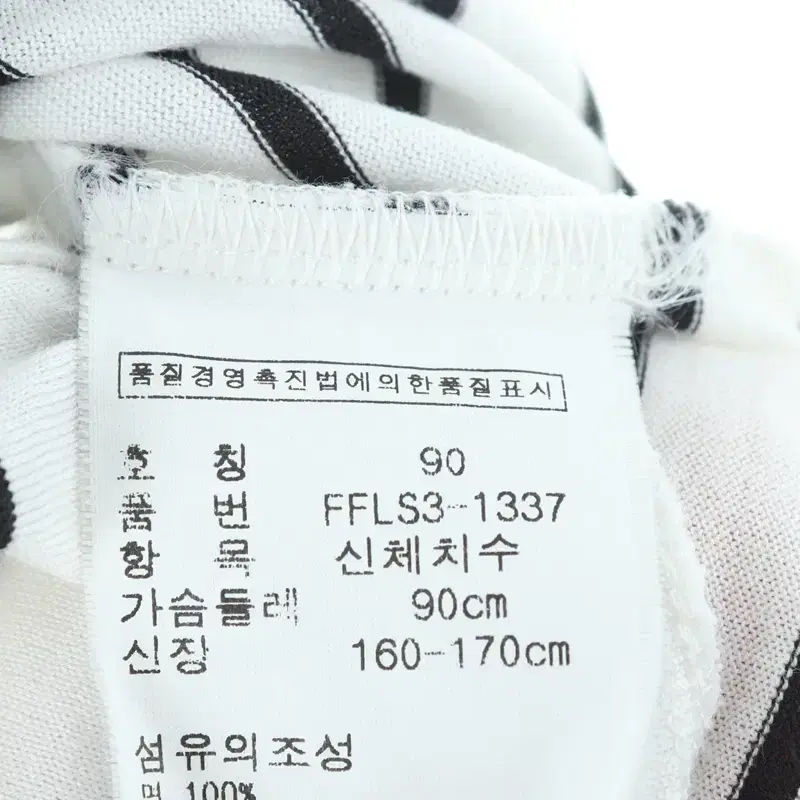 품질경영촉진법에의한품질표시
호 칭 90
품 번 FFLS3-1337
항 목 신체치수
가슴둘레 90cm
신장 160-170cm
섬유의조성
면 100%